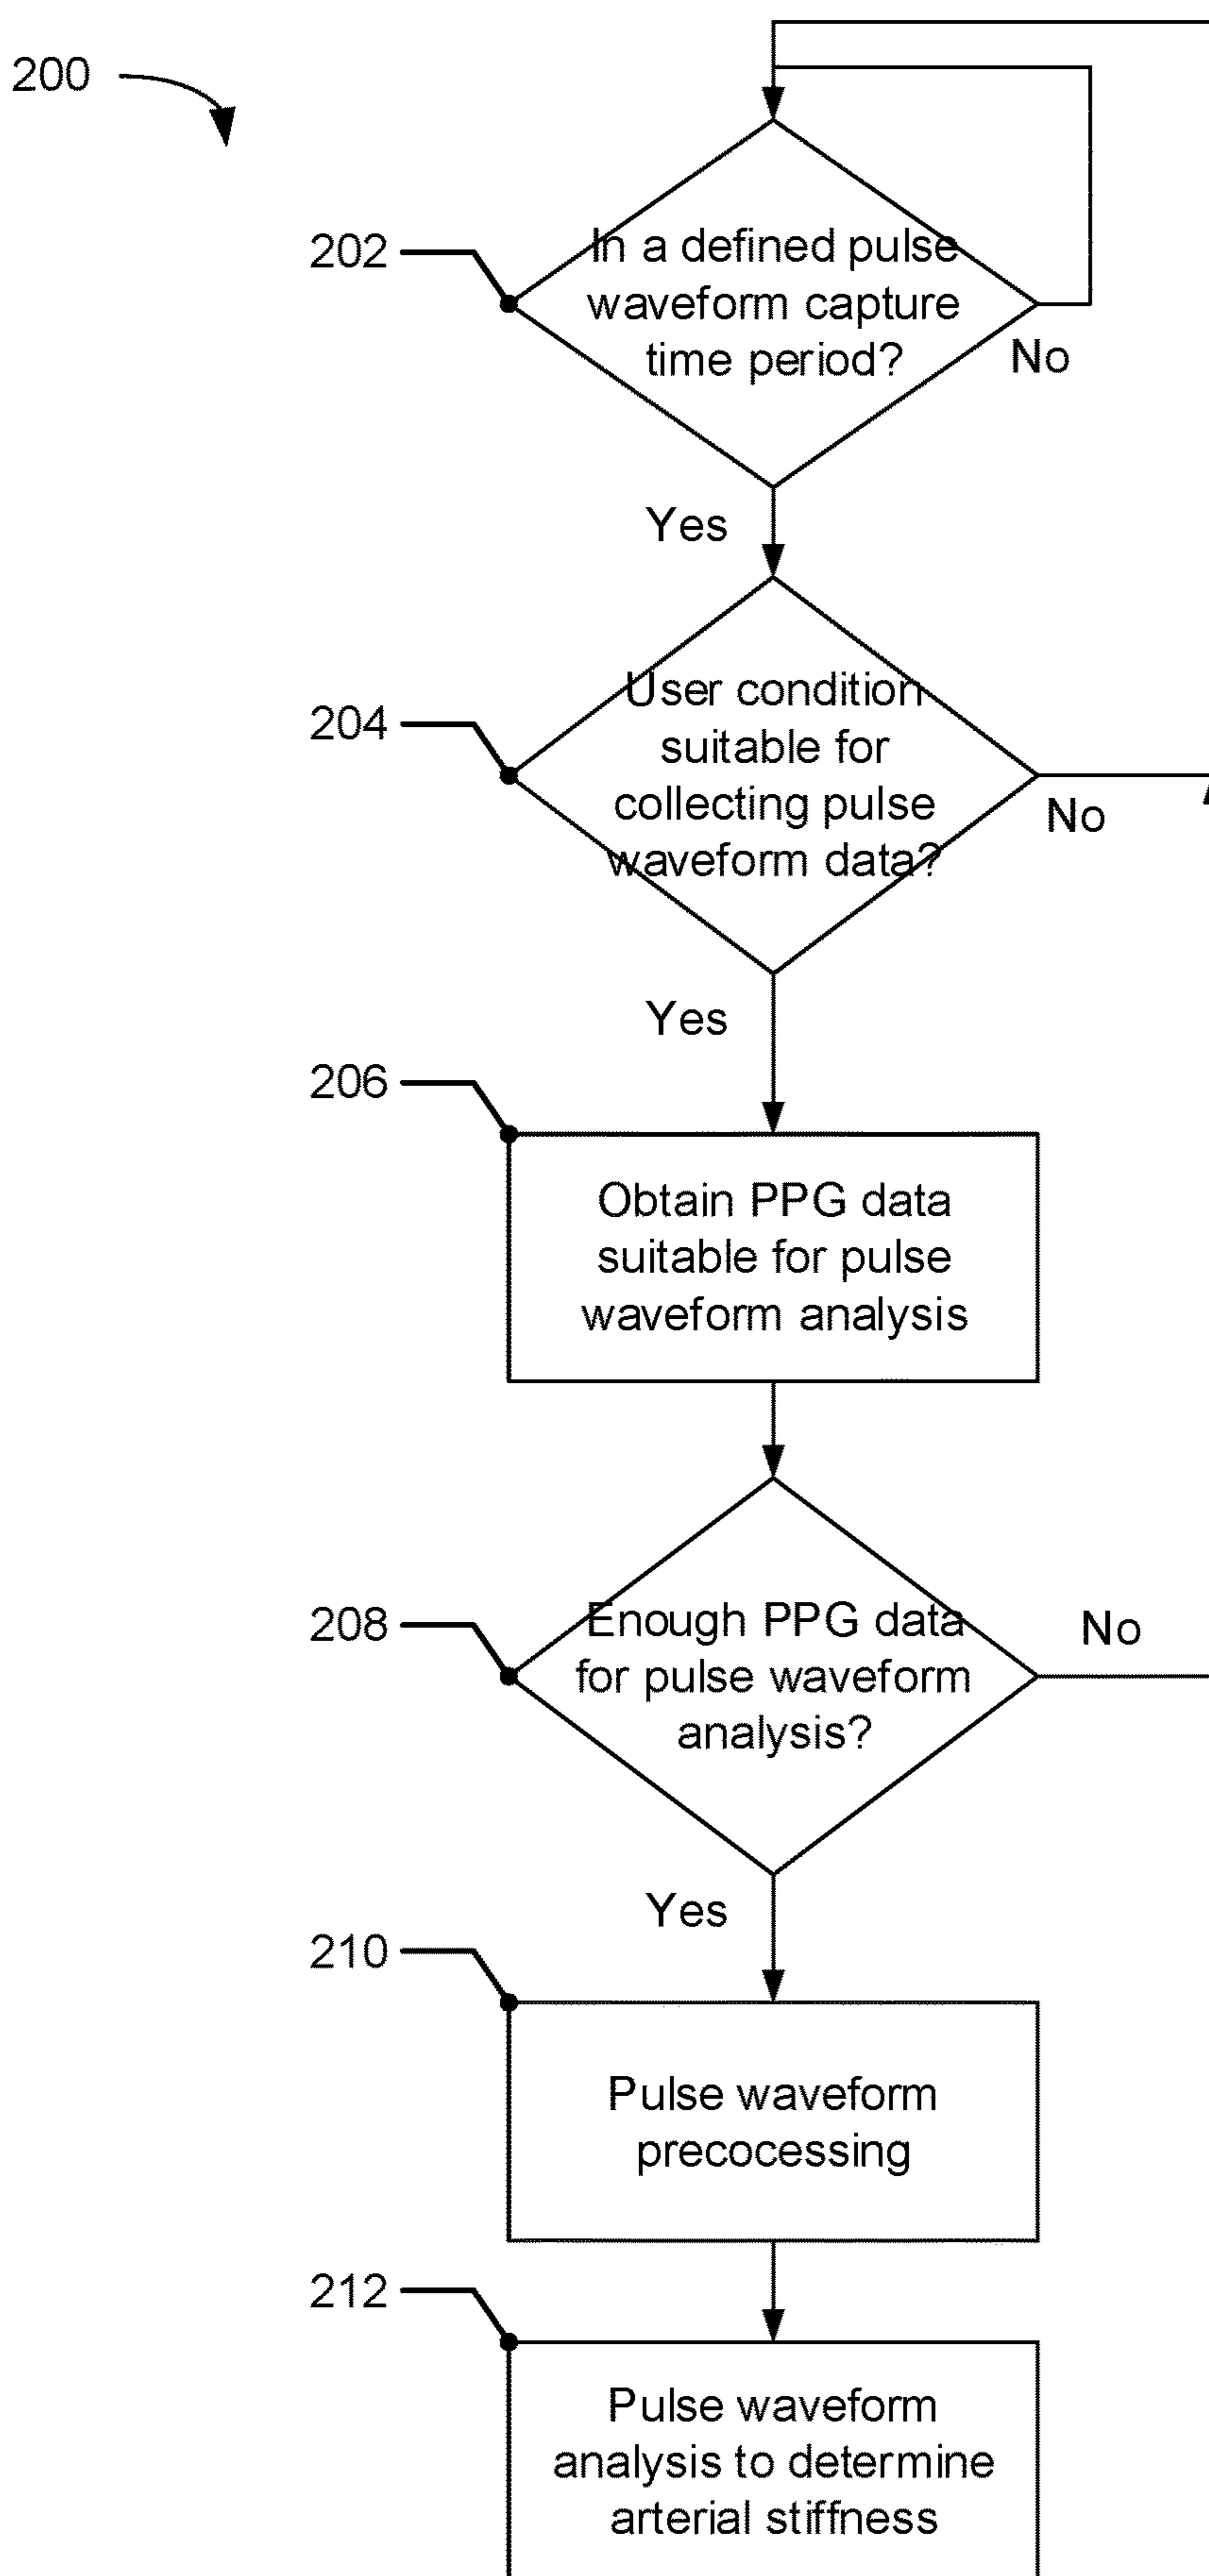 200
202
In a defined pulse
waveform capture
time period?
No
Yes
204
User condition
suitable for
collecting pulse
waveform data?
No
Yes
206
Obtain PPG data
suitable for pulse
waveform analysis
208
Enough PPG data
for pulse waveform
analysis?
No
Yes
210
Pulse waveform
precocessing
212
Pulse waveform
analysis to determine
arterial stiffness